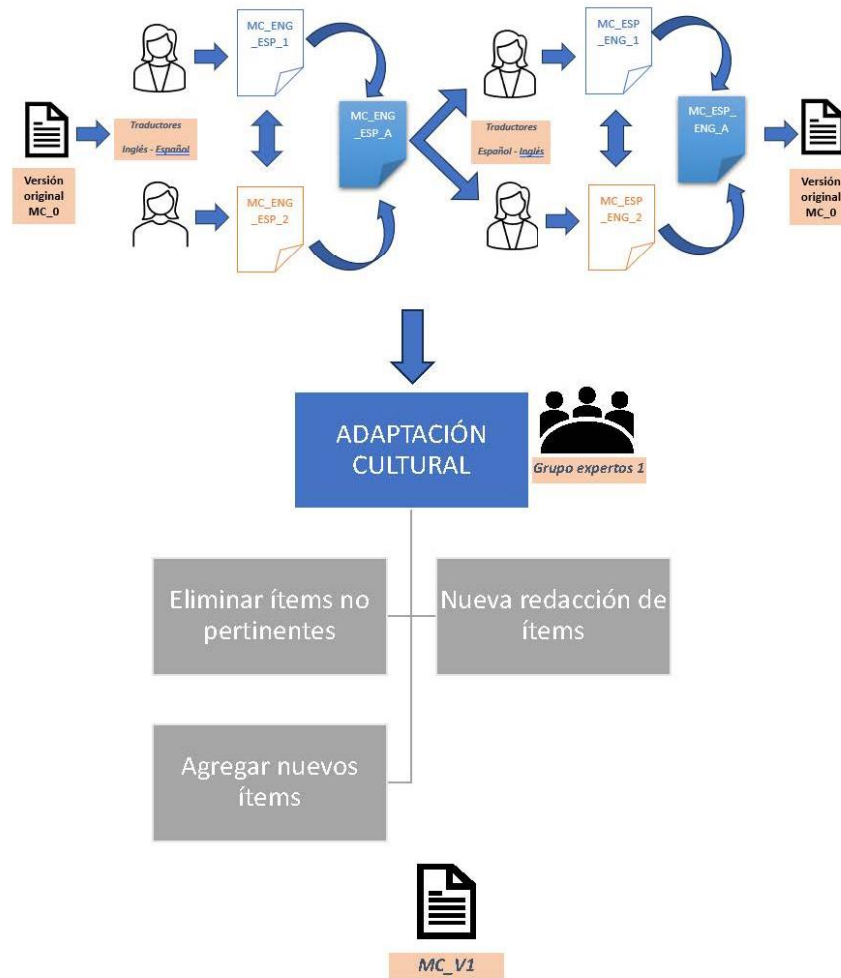 MC_ENG
_ESP_1
MC_ESP
_ENG_1
MC_ENG
_ESP_A
MC_ESP_
ENG_A
Traductores
Inglés - Español
Traductores
Español - Inglés
Versión
original
MC_0
Versión
original
MC_0
MC_ENG
_ESP_2
MC_ESP
_ENG_2
ADAPTACIÓN
CULTURAL
Grupo expertos 1
Eliminar ítems no
pertinentes
Nueva redacción de
ítems
Agregar nuevos
ítems
MC_V1